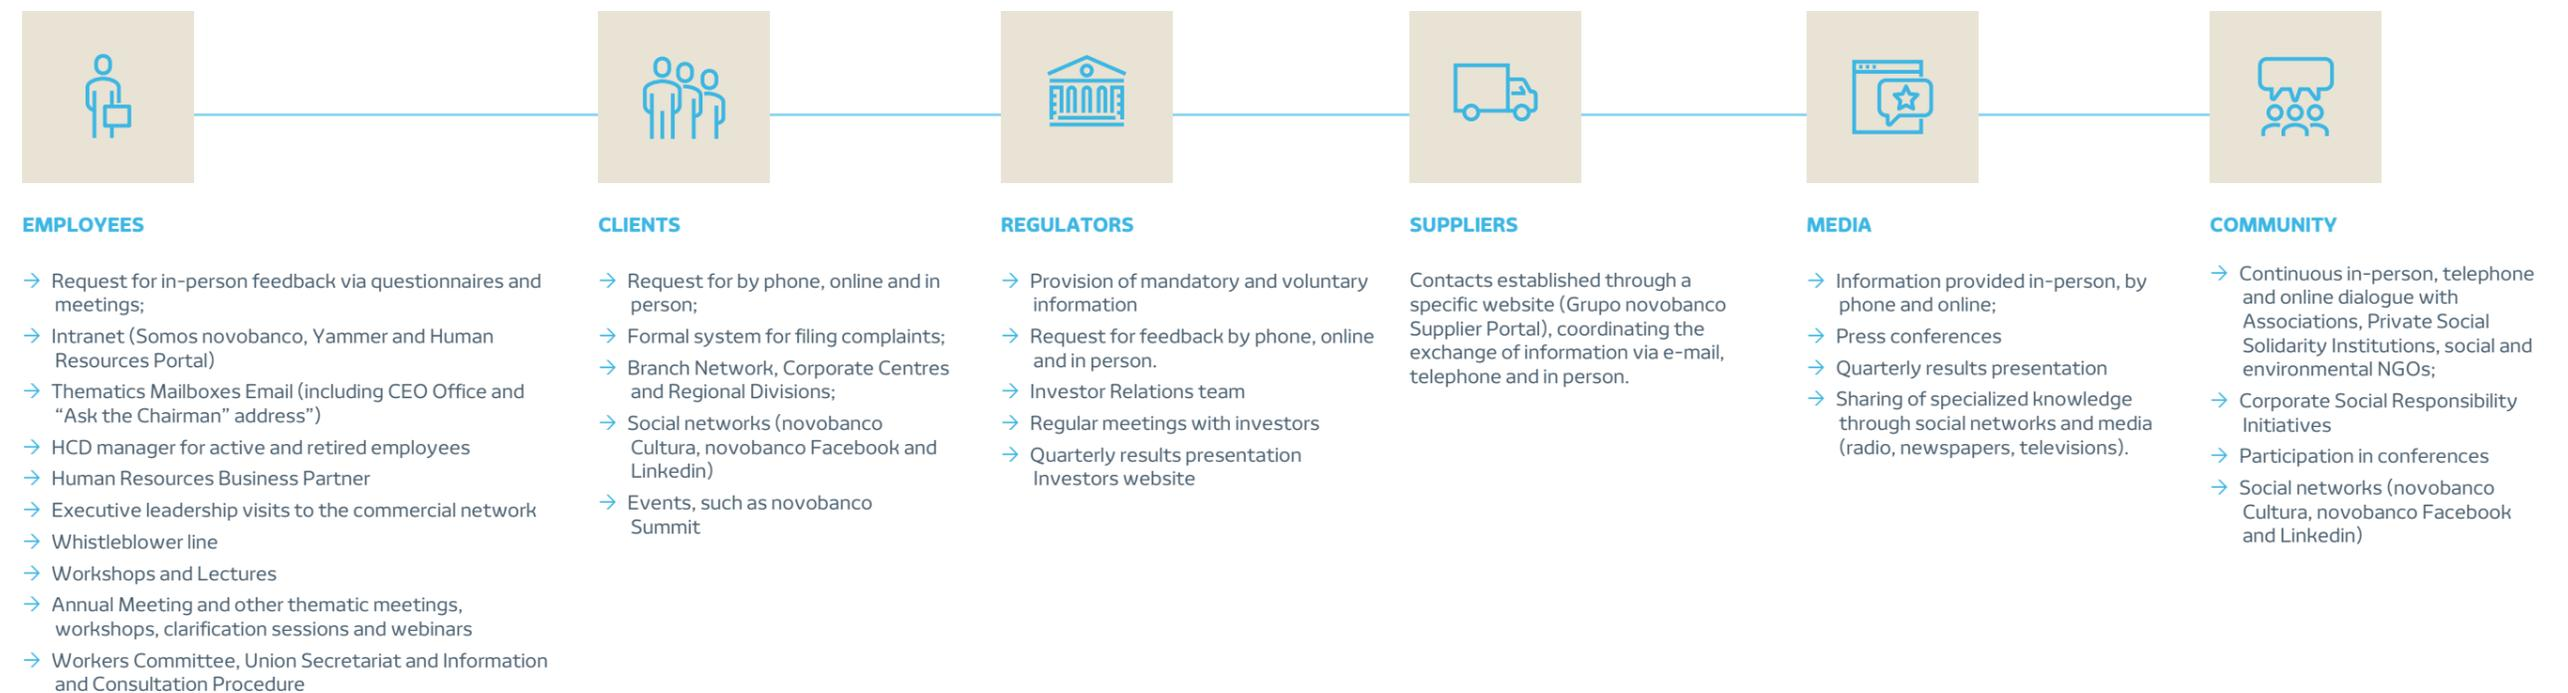 EMPLOYEES
→ Request for in-person feedback via questionnaires and
meetings;
→ Intranet (Somos novobanco, Yammer and Human
Resources Portal)
→ Thematics Mailboxes Email (including CEO Office and
“Ask the Chairman” address”)
→ HCD manager for active and retired employees
→ Human Resources Business Partner
→ Executive leadership visits to the commercial network
→ Whistleblower line
→ Workshops and Lectures
→ Annual Meeting and other thematic meetings,
workshops, clarification sessions and webinars
→ Workers Committee, Union Secretariat and Information
and Consultation Procedure
CLIENTS
→ Request for by phone, online and in
person;
→ Formal system for filing complaints;
→ Branch Network, Corporate Centres
and Regional Divisions;
→ Social networks (novobanco
Cultura, novobanco Facebook and
Linkedin)
→ Events, such as novobanco
Summit
REGULATORS
→ Provision of mandatory and voluntary
information
→ Request for feedback by phone, online
and in person.
→ Investor Relations team
→ Regular meetings with investors
→ Quarterly results presentation
Investors website
SUPPLIERS
Contacts established through a
specific website (Grupo novobanco
Supplier Portal), coordinating the
exchange of information via e-mail,
telephone and in person.
MEDIA
→ Information provided in-person, by
phone and online;
→ Press conferences
→ Quarterly results presentation
→ Sharing of specialized knowledge
through social networks and media
(radio, newspapers, televisions).
COMMUNITY
→ Continuous in-person, telephone
and online dialogue with
Associations, Private Social
Solidarity Institutions, social and
environmental NGOs;
→ Corporate Social Responsibility
Initiatives
→ Participation in conferences
→ Social networks (novobanco
Cultura, novobanco Facebook
and Linkedin)